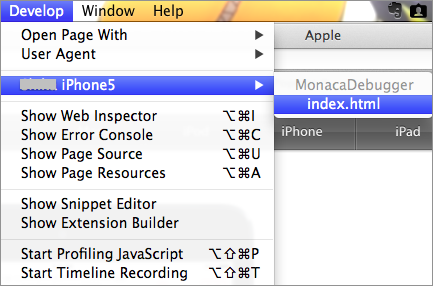 Develop Window Help
Open Page With
User Agent
Apple
iPhone5
MonacaDebugger
index.html
Show Web Inspector ⌥⌘I
Show Error Console ⌥⌘C
iPhone iPad
Show Page Source ⌥⌘U
Show Page Resources ⌥⌘A
Show Snippet Editor
Show Extension Builder
Start Profiling JavaScript ⌥⇧⌘P
Start Timeline Recording ⌥⇧⌘T